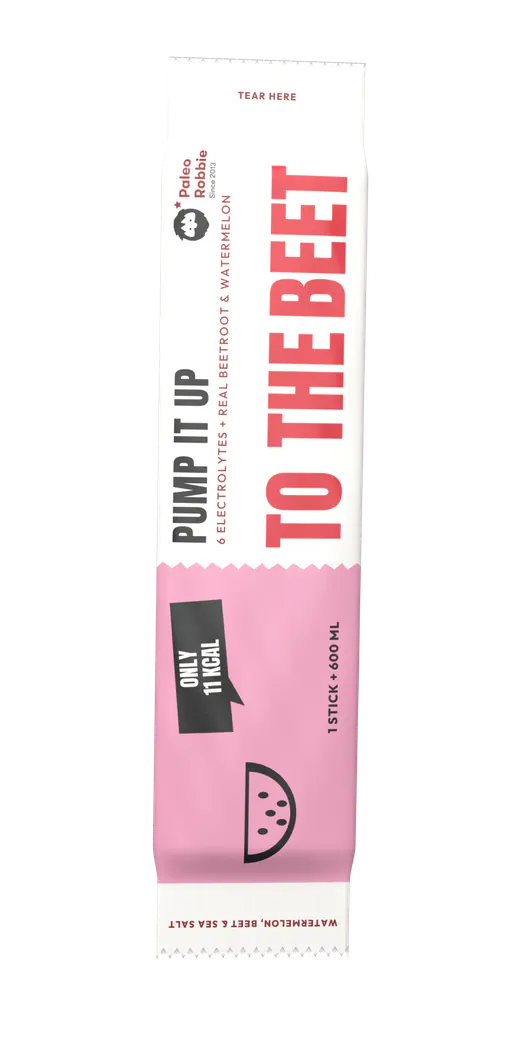 TEAR HERE
Paleo
Robbie
Since 2013
PUMP IT UP
6 ELECTROLYTES + REAL BEETROOT & WATERMELON
TO THE BEET
ONLY
11 KCAL
1 STICK + 600 ML
WATERMELON, BEET & SEA SALT